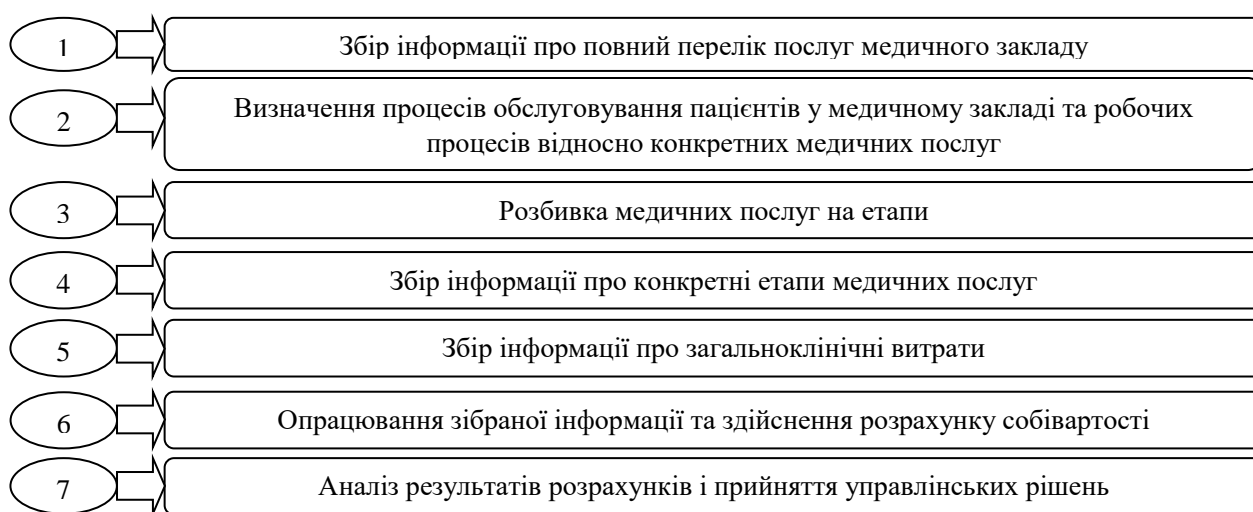 1
Збір інформації про повний перелік послуг медичного закладу
2
Визначення процесів обслуговування пацієнтів у медичному закладі та робочих
процесів відносно конкретних медичних послуг
3
Розбивка медичних послуг на етапи
4
Збір інформації про конкретні етапи медичних послуг
5
Збір інформації про загальноклінічні витрати
6
Опрацювання зібраної інформації та здійснення розрахунку собівартості
7
Аналіз результатів розрахунків і прийняття управлінських рішень